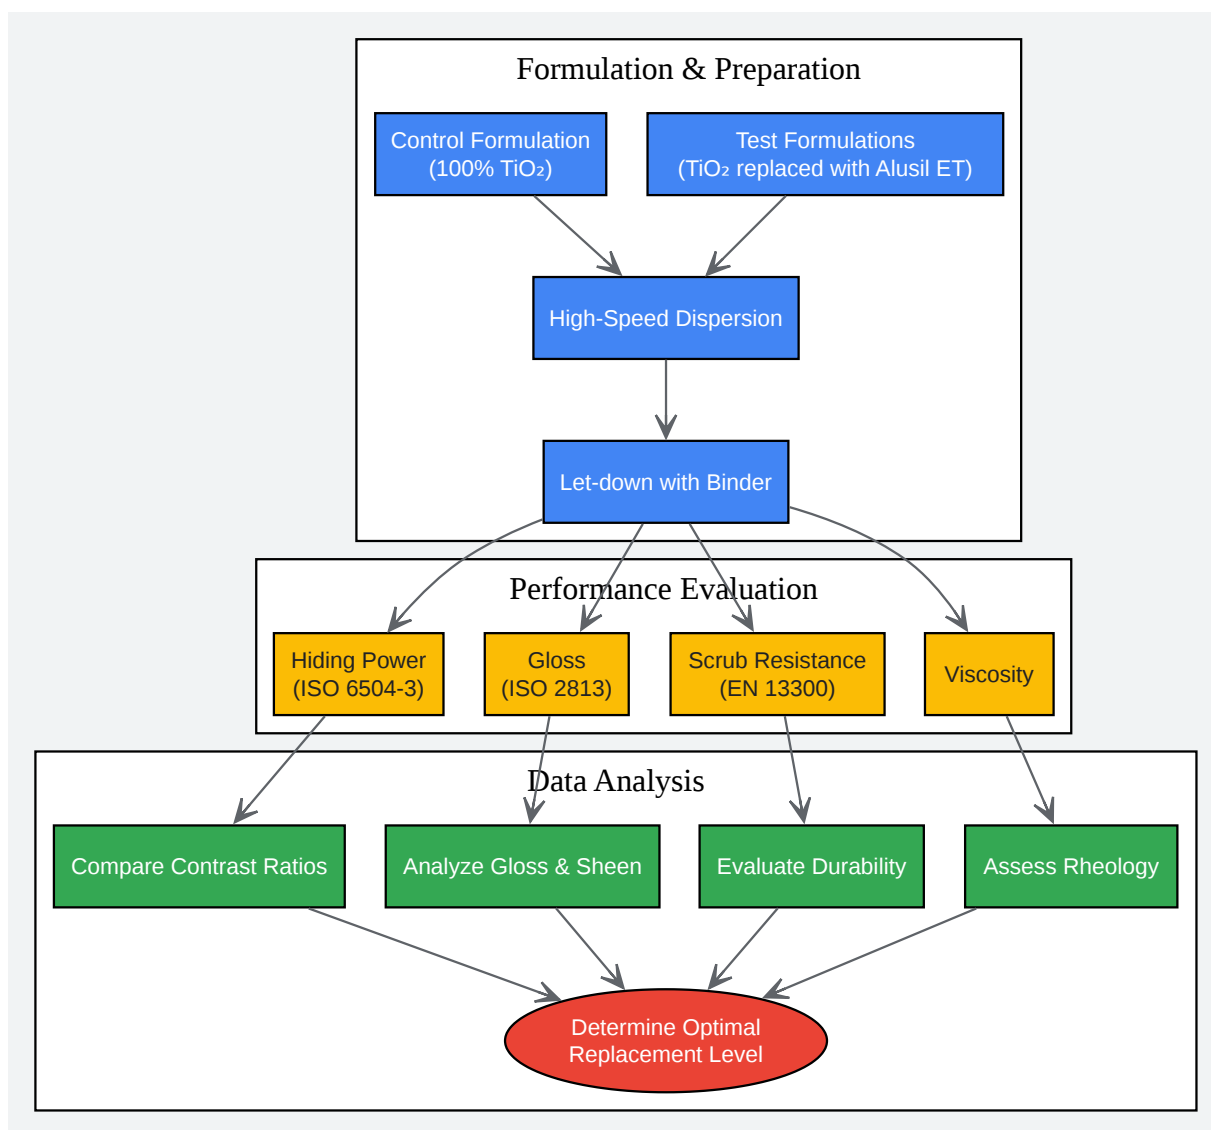 Formulation & Preparation
Control Formulation
(100% TiO₂)
Test Formulations
(TiO₂ replaced with Alusil ET)
High-Speed Dispersion
Let-down with Binder
Performance Evaluation
Hiding Power
(ISO 6504-3)
Gloss
(ISO 2813)
Scrub Resistance
(EN 13300)
Viscosity
Data Analysis
Compare Contrast Ratios
Analyze Gloss & Sheen
Evaluate Durability
Assess Rheology
Determine Optimal
Replacement Level